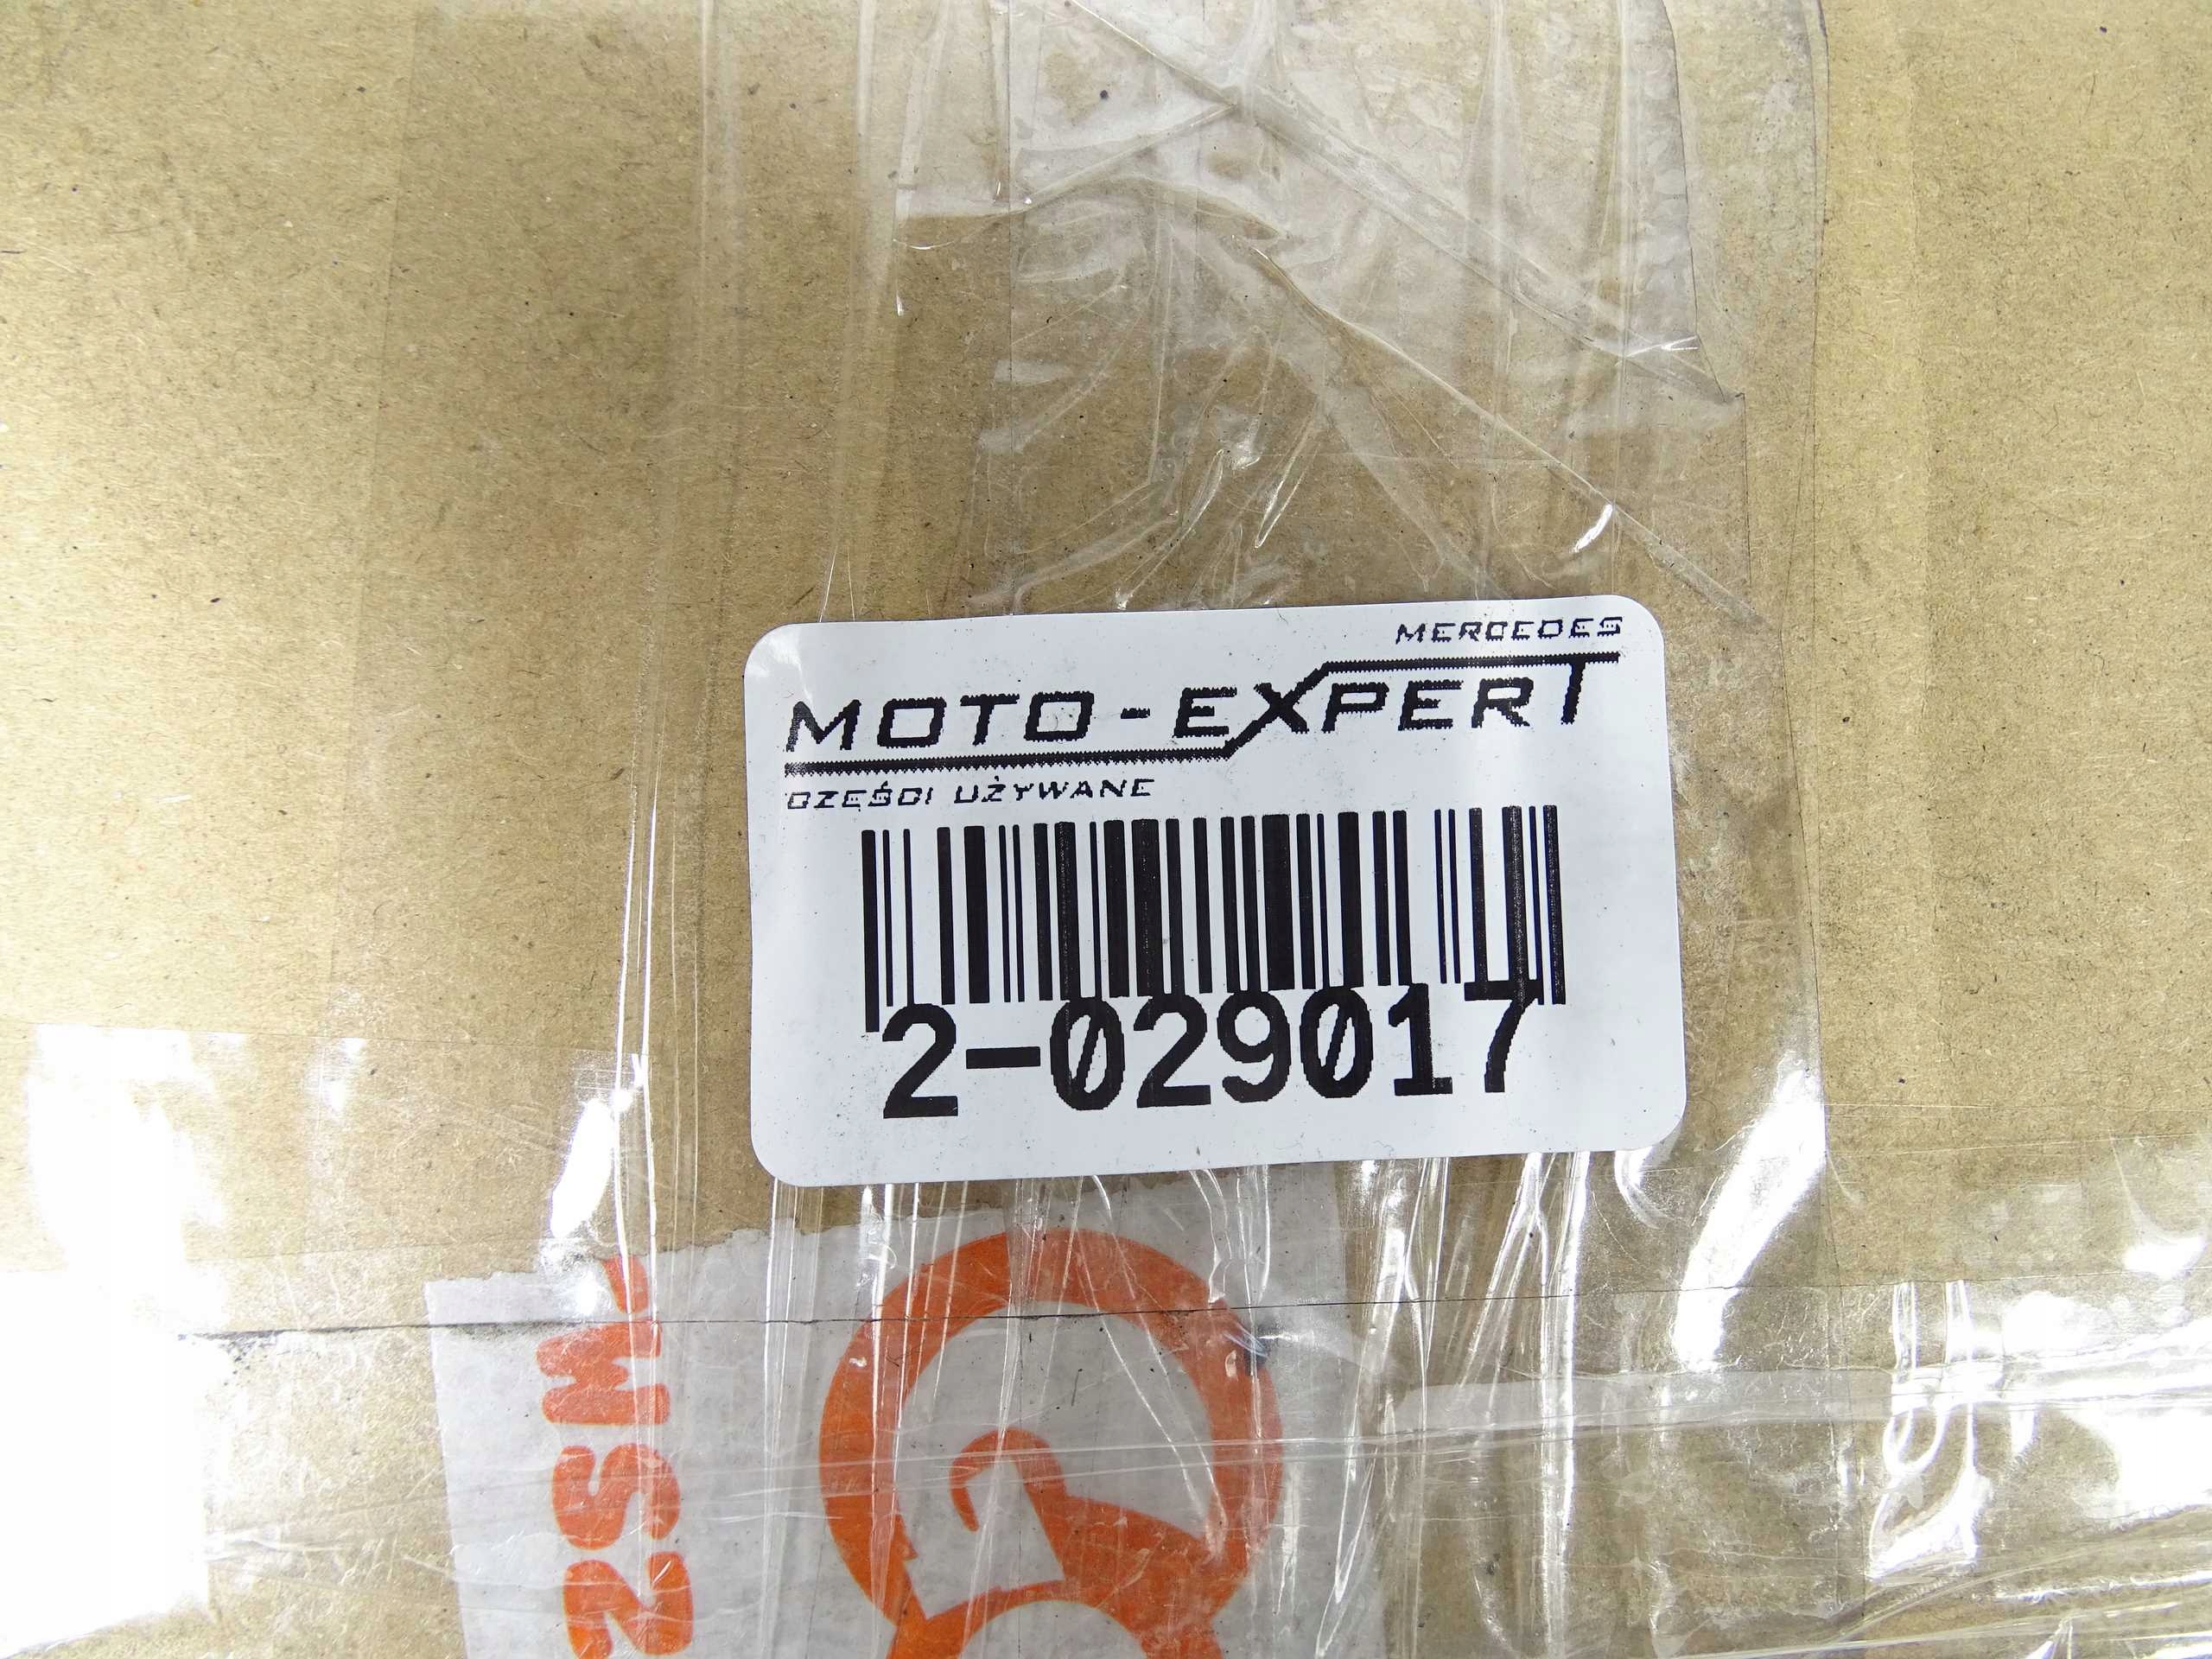 MERCEDES
MOTO-EXPERT
CZĘŚCI UŻYWANE
2-029017